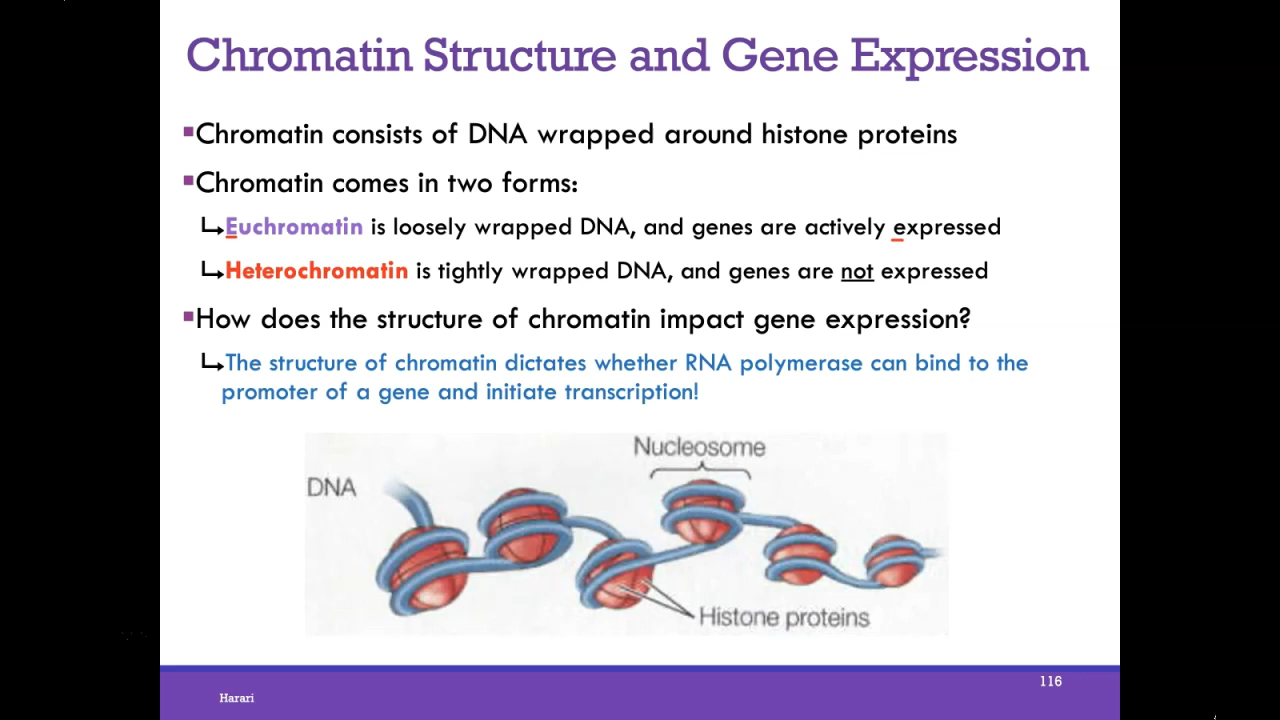 Chromatin Structure and Gene Expression
Chromatin consists of DNA wrapped around histone proteins
Chromatin comes in two forms:
Euchromatin is loosely wrapped DNA, and genes are actively expressed
Heterochromatin is tightly wrapped DNA, and genes are not expressed
How does the structure of chromatin impact gene expression?
The structure of chromatin dictates whether RNA polymerase can bind to the
promoter of a gene and initiate transcription!
Nucleosome
DNA
Histone proteins
116
Harari